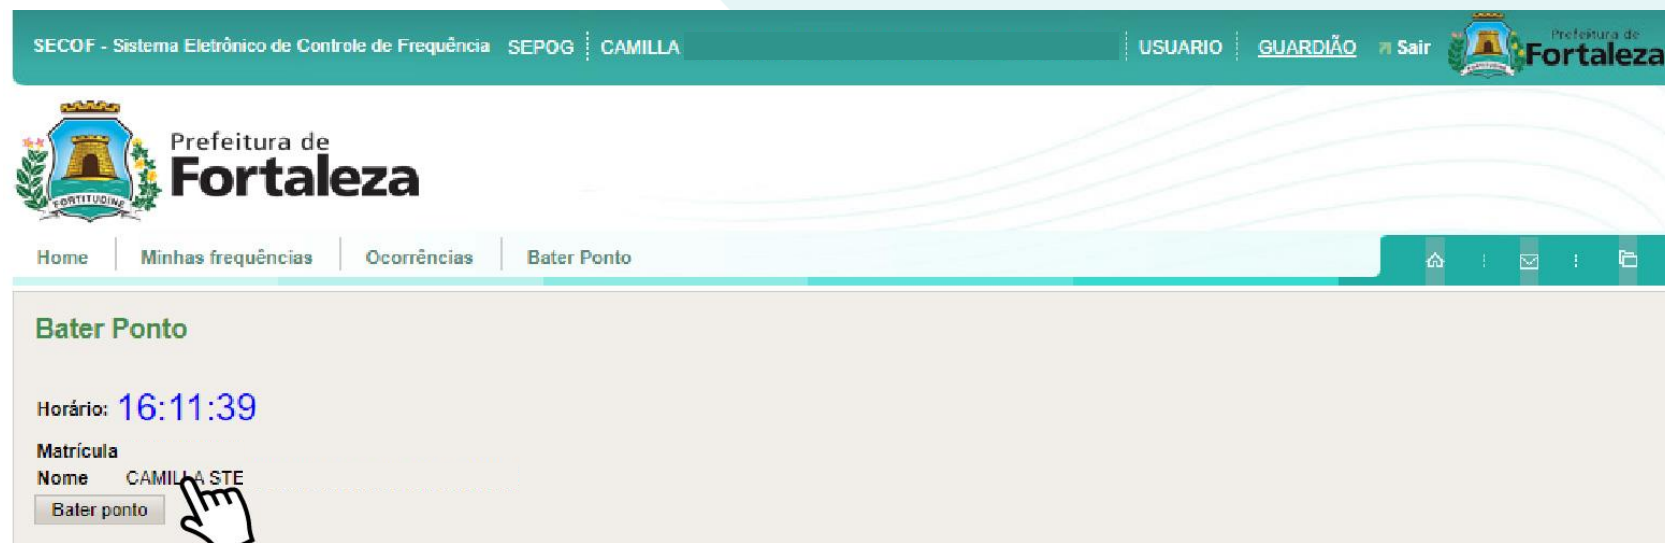 SECOF - Sistema Eletrônico de Controle de Frequência SEPOG CAMILLA USUARIO GUARDIÃO Sair
Prefeitura de
Fortaleza
Prefeitura de
Fortaleza
FORTITUDINE
Home Minhas frequências Ocorrências Bater Ponto
Bater Ponto
Horário: 16:11:39
Matrícula
Nome CAMILLA STE
Bater ponto